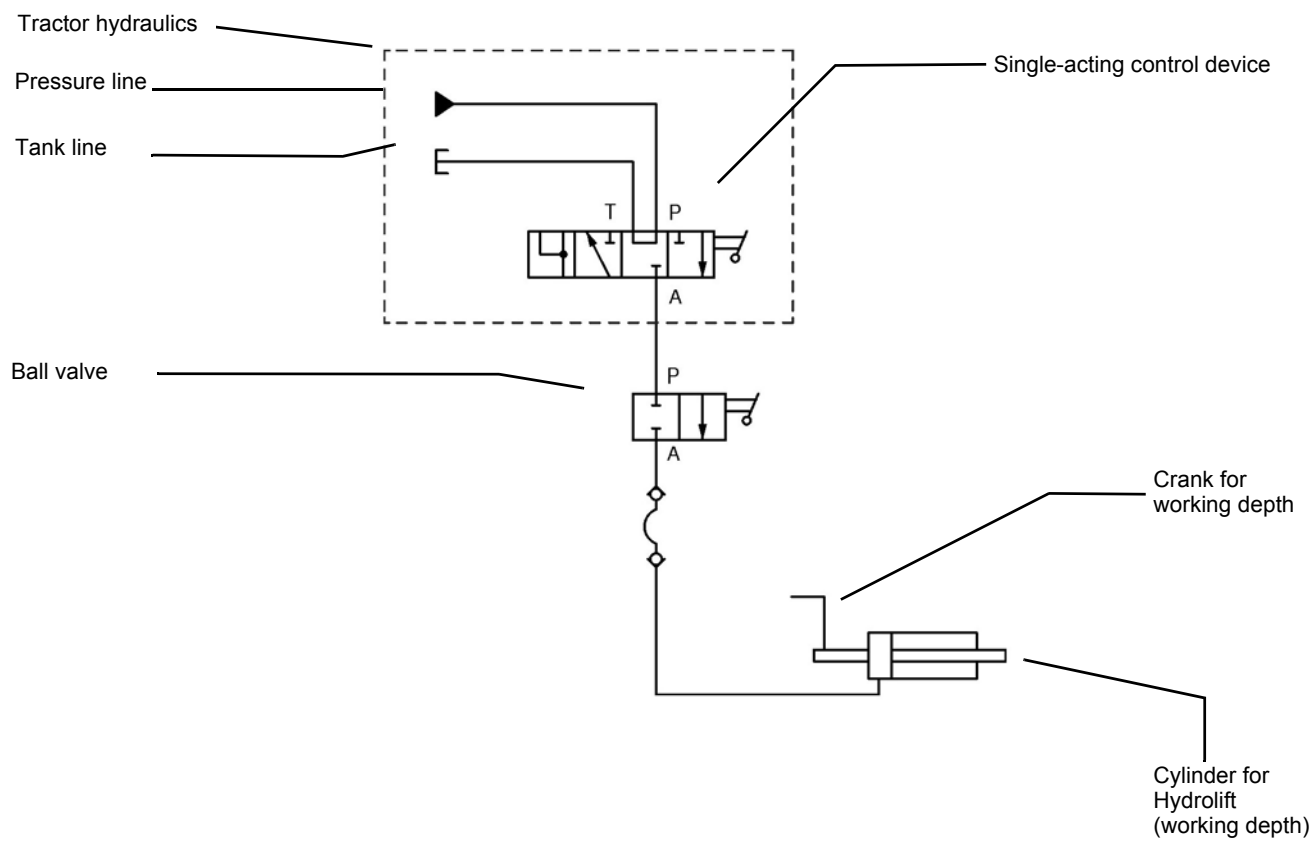 Tractor hydraulics
Pressure line
Single-acting control device
Tank line
T
P
A
Ball valve
P
A
Crank for
working depth
Cylinder for
Hydrolift
(working depth)